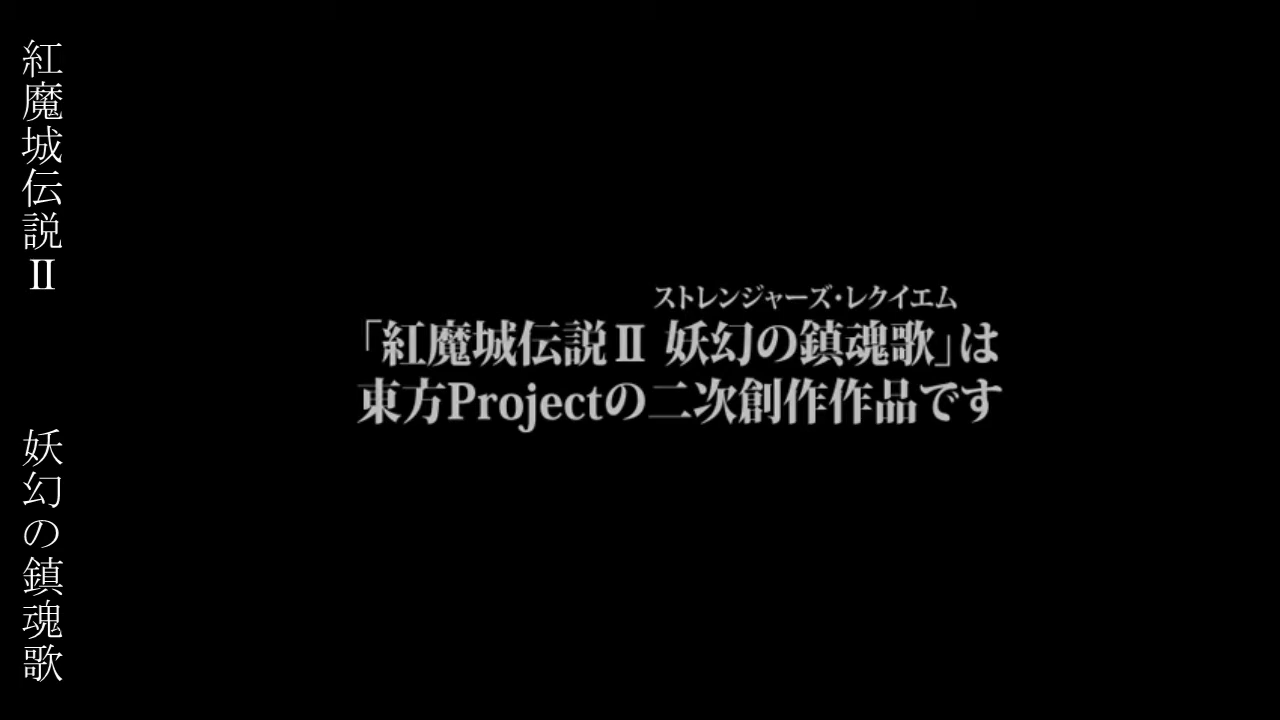 紅魔城伝説Ⅱ
妖幻の鎮魂歌
ストレンジャーズ・レクイエム
「紅魔城伝説Ⅱ 妖幻の鎮魂歌」は
東方Projectの二次創作作品です